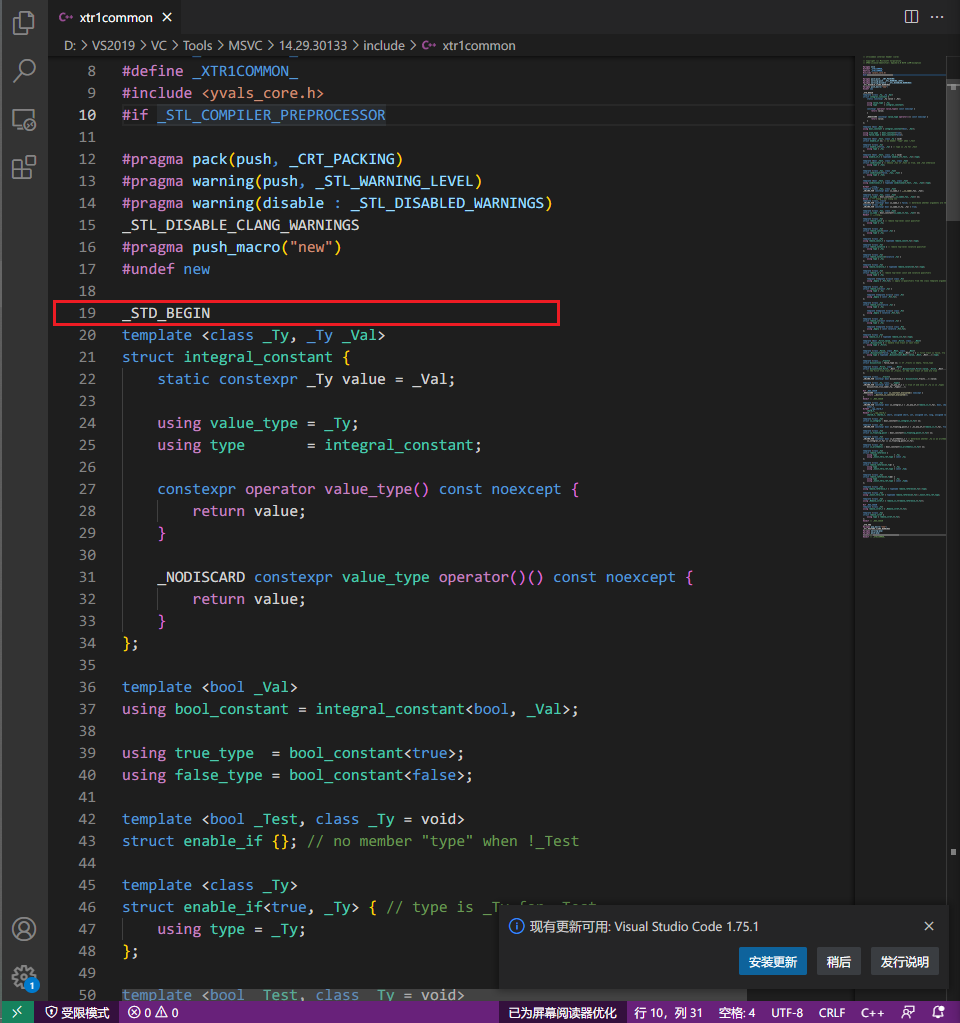 xtr1common
D: > VS2019 > VC > Tools > MSVC > 14.29.30133 > include > xtr1common
8 #define _XTR1COMMON_
9 #include <yvals_core.h>
10 #if _STL_COMPILER_PREPROCESSOR
11
12 #pragma pack(push, _CRT_PACKING)
13 #pragma warning(push, _STL_WARNING_LEVEL)
14 #pragma warning(disable : _STL_DISABLED_WARNINGS)
15 _STL_DISABLE_CLANG_WARNINGS
16 #pragma push_macro("new")
17 #undef new
18
19 _STD_BEGIN
20 template <class _Ty, _Ty _Val>
21 struct integral_constant {
22     static constexpr _Ty value = _Val;
23
24     using value_type = _Ty;
25     using type       = integral_constant;
26
27     constexpr operator value_type() const noexcept {
28         return value;
29     }
30
31     _NODISCARD constexpr value_type operator()() const noexcept {
32         return value;
33     }
34 };
35
36 template <bool _Val>
37 using bool_constant = integral_constant<bool, _Val>;
38
39 using true_type  = bool_constant<true>;
40 using false_type = bool_constant<false>;
41
42 template <bool _Test, class _Ty = void>
43 struct enable_if {}; // no member "type" when !_Test
44
45 template <class _Ty>
46 struct enable_if<true, _Ty> { // type is _Ty for _Test
47     using type = _Ty;
48 };
49
50 template <bool _Test, class _Ty = void>
现有更新可用: Visual Studio Code 1.75.1
安装更新 稍后 发行说明
1
受限模式 0 0 已为屏幕阅读器优化 行 10，列 31 空格: 4 UTF-8 CRLF C++